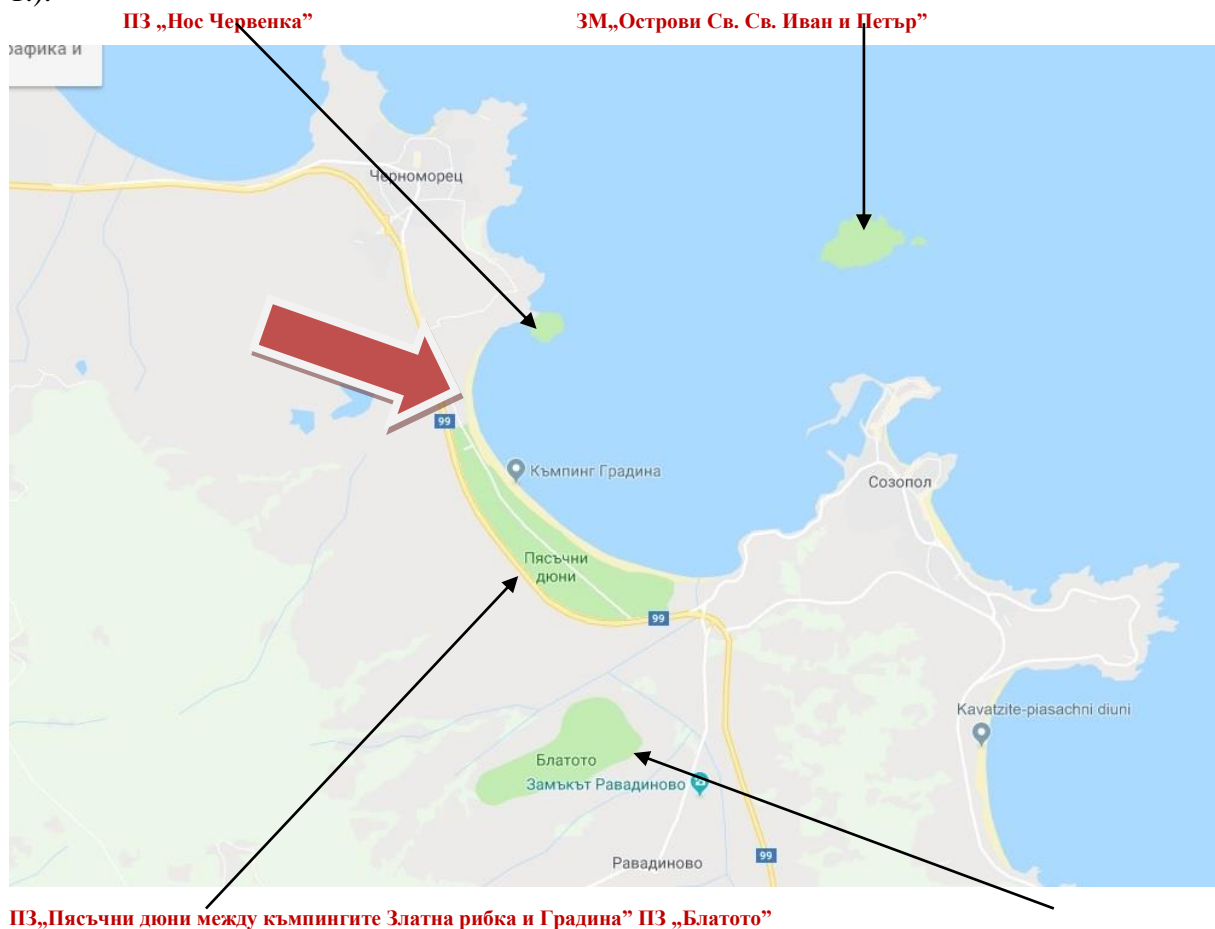 ПЗ „Нос Червенка” ЗМ„Острови Св. Св. Иван и Петър”
рафика и
Черноморец
99
Къмпинг Градина
Созопол
Пясъчни
дюни
99
Kavatzite-piasachni diuni
Блатото
Замъкът Равадиново
Равадиново
99
ПЗ„Пясъчни дюни между къмпингите Златна рибка и Градина” ПЗ „Блатото”